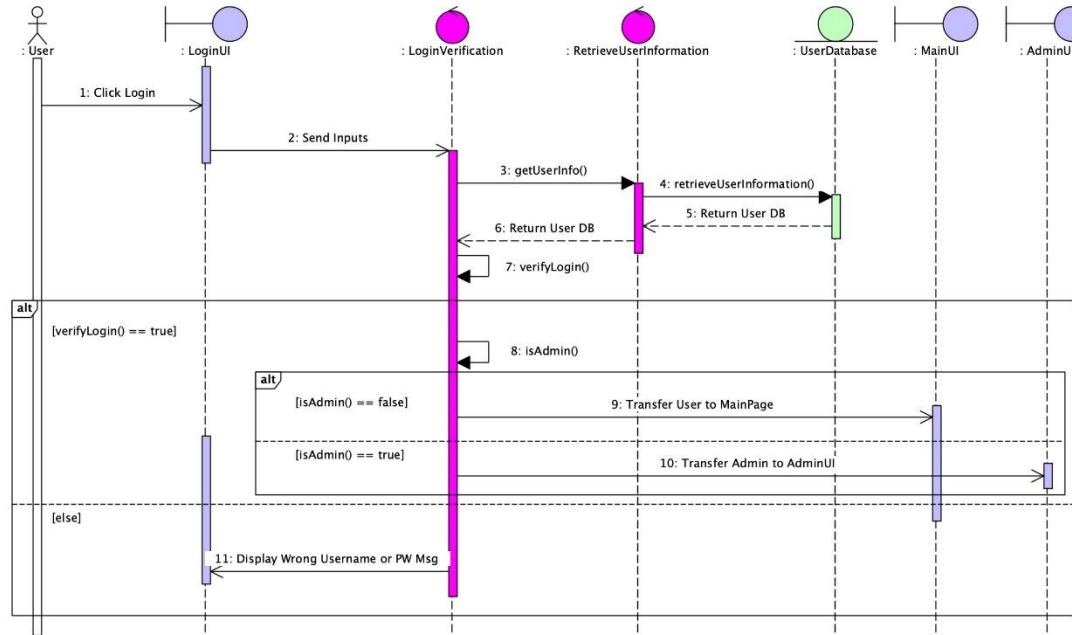 : User
: LoginUI
: LoginVerification
: RetrieveUserInformation
: UserDatabase
: MainUI
: AdminU
1: Click Login
2: Send Inputs
3: getUserInfo()
4: retrieveUserInformation()
5: Return User DB
6: Return User DB
7: verifyLogin()
alt
[verifyLogin() == true]
8: isAdmin()
alt
[isAdmin() == false]
9: Transfer User to MainPage
[isAdmin() == true]
10: Transfer Admin to AdminUI
[else]
11: Display Wrong Username or PW Msg